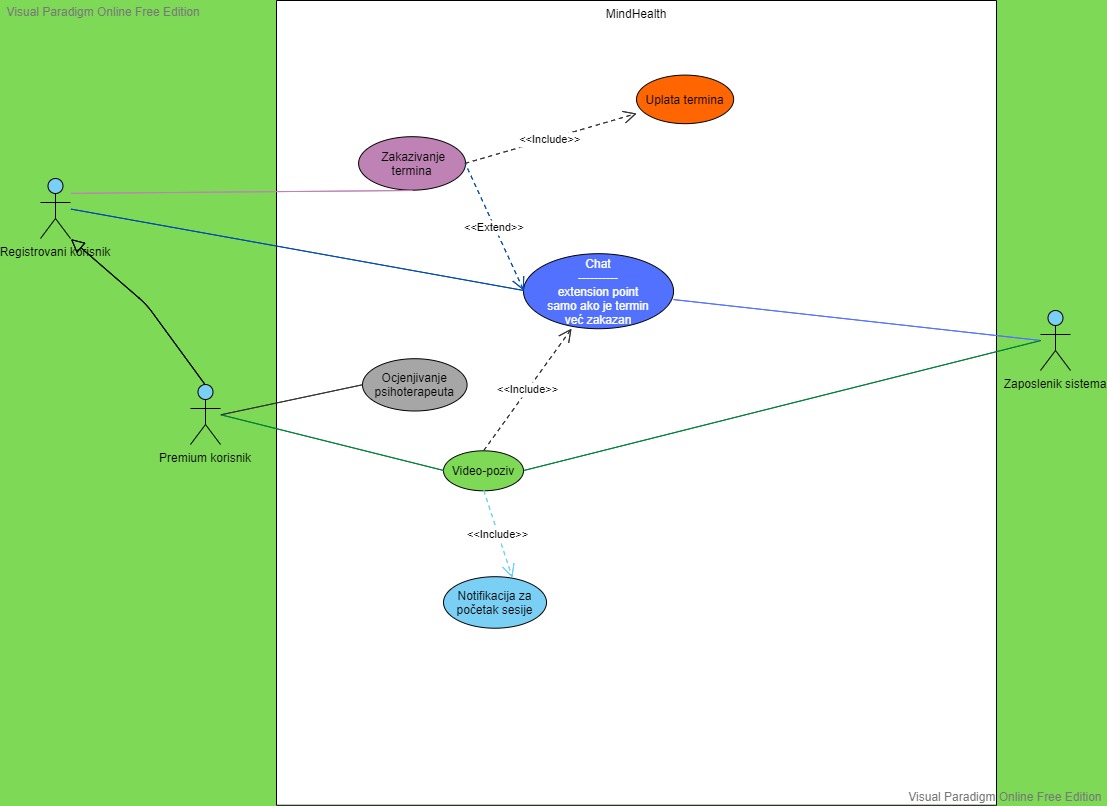 Visual Paradigm Online Free Edition
MindHealth
Uplata termina
<<Include>>
Zakazivanje
termina
<<Extend>>
Registrovani korisnik
Chat
------------
extension point
samo ako je termin
već zakazan
Zaposlenik sistema
Ocjenjivanje
psihoterapeuta
<<Include>>
Premium korisnik
Video-poziv
<<Include>>
Notifikacija za
početak sesije
Visual Paradigm Online Free Edition